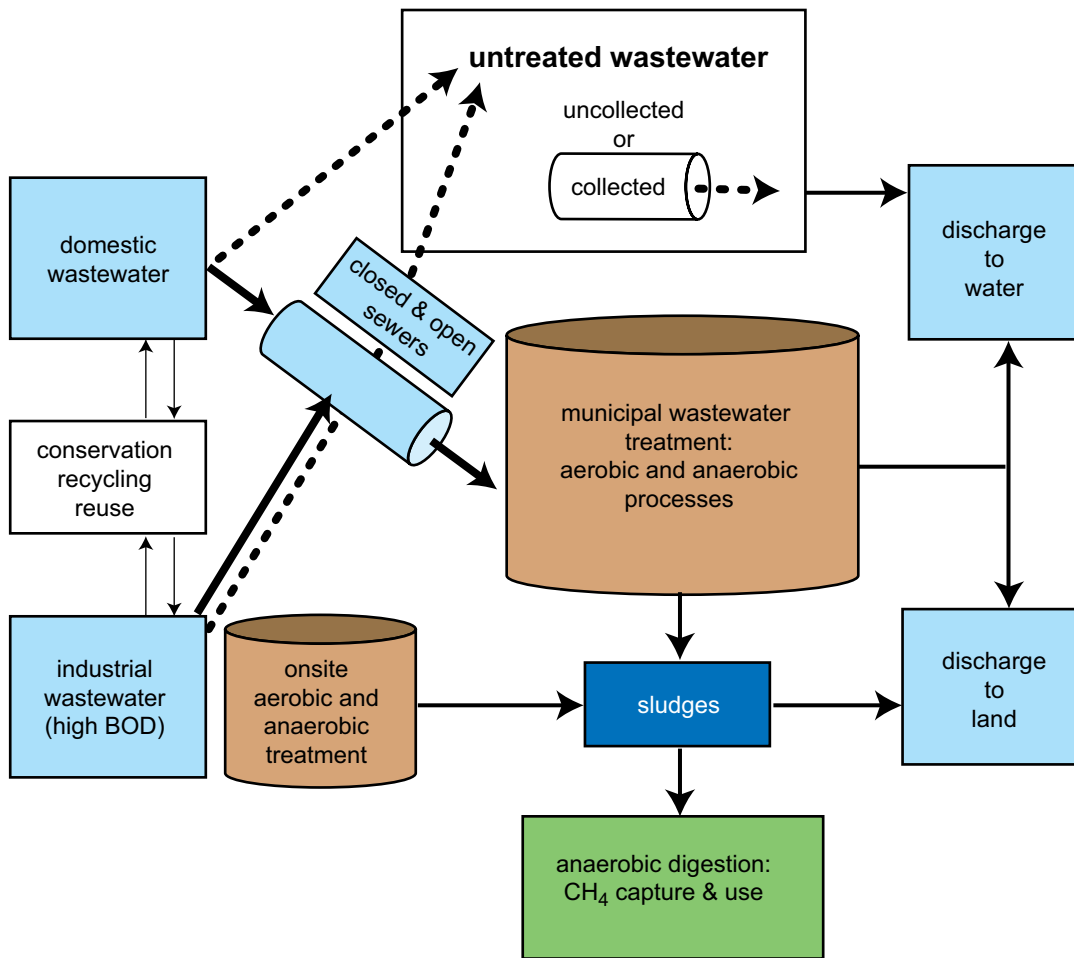 untreated wastewater
uncollected
or
collected
domestic
wastewater
closed & open
sewers
discharge
to
water
municipal wastewater
treatment:
aerobic and anaerobic
processes
conservation
recycling
reuse
industrial
wastewater
(high BOD)
onsite
aerobic and
anaerobic
treatment
sludges
discharge
to
land
anaerobic digestion:
CH₄ capture & use